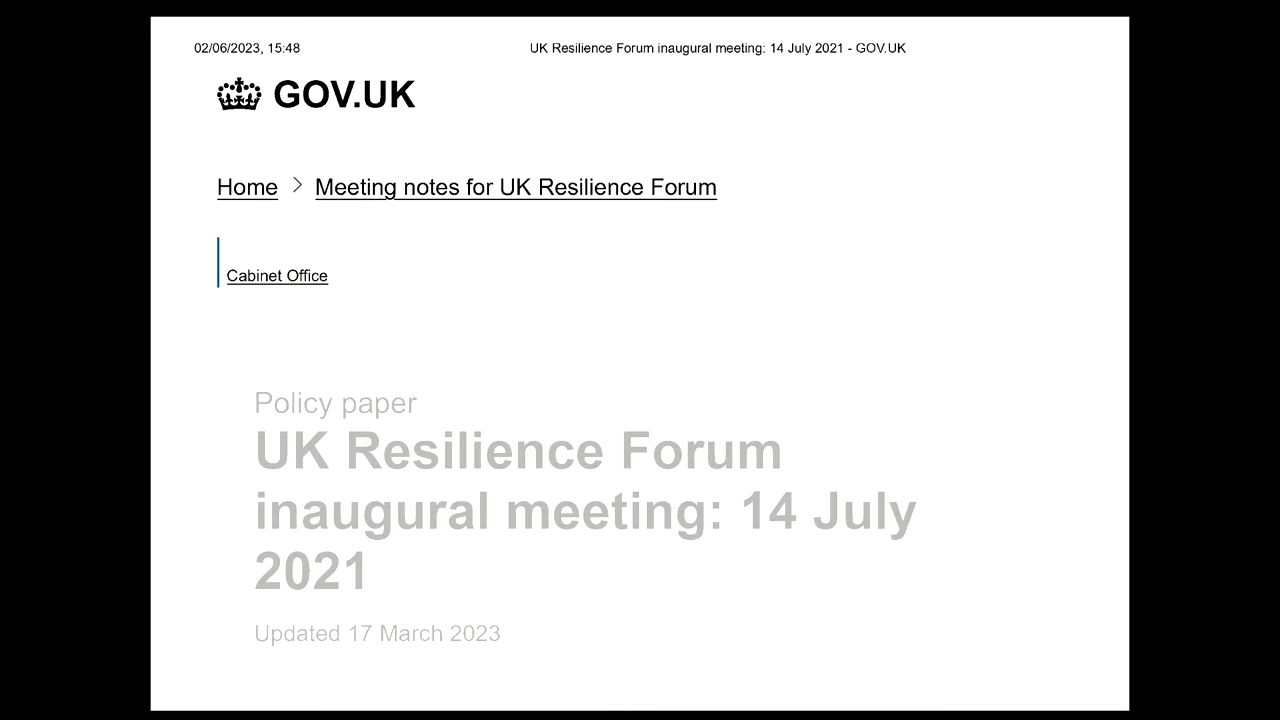 02/06/2023, 15:48 UK Resilience Forum inaugural meeting: 14 July 2021 - GOV.UK
GOV.UK
Home > Meeting notes for UK Resilience Forum
Cabinet Office
Policy paper
UK Resilience Forum
inaugural meeting: 14 July
2021
Updated 17 March 2023